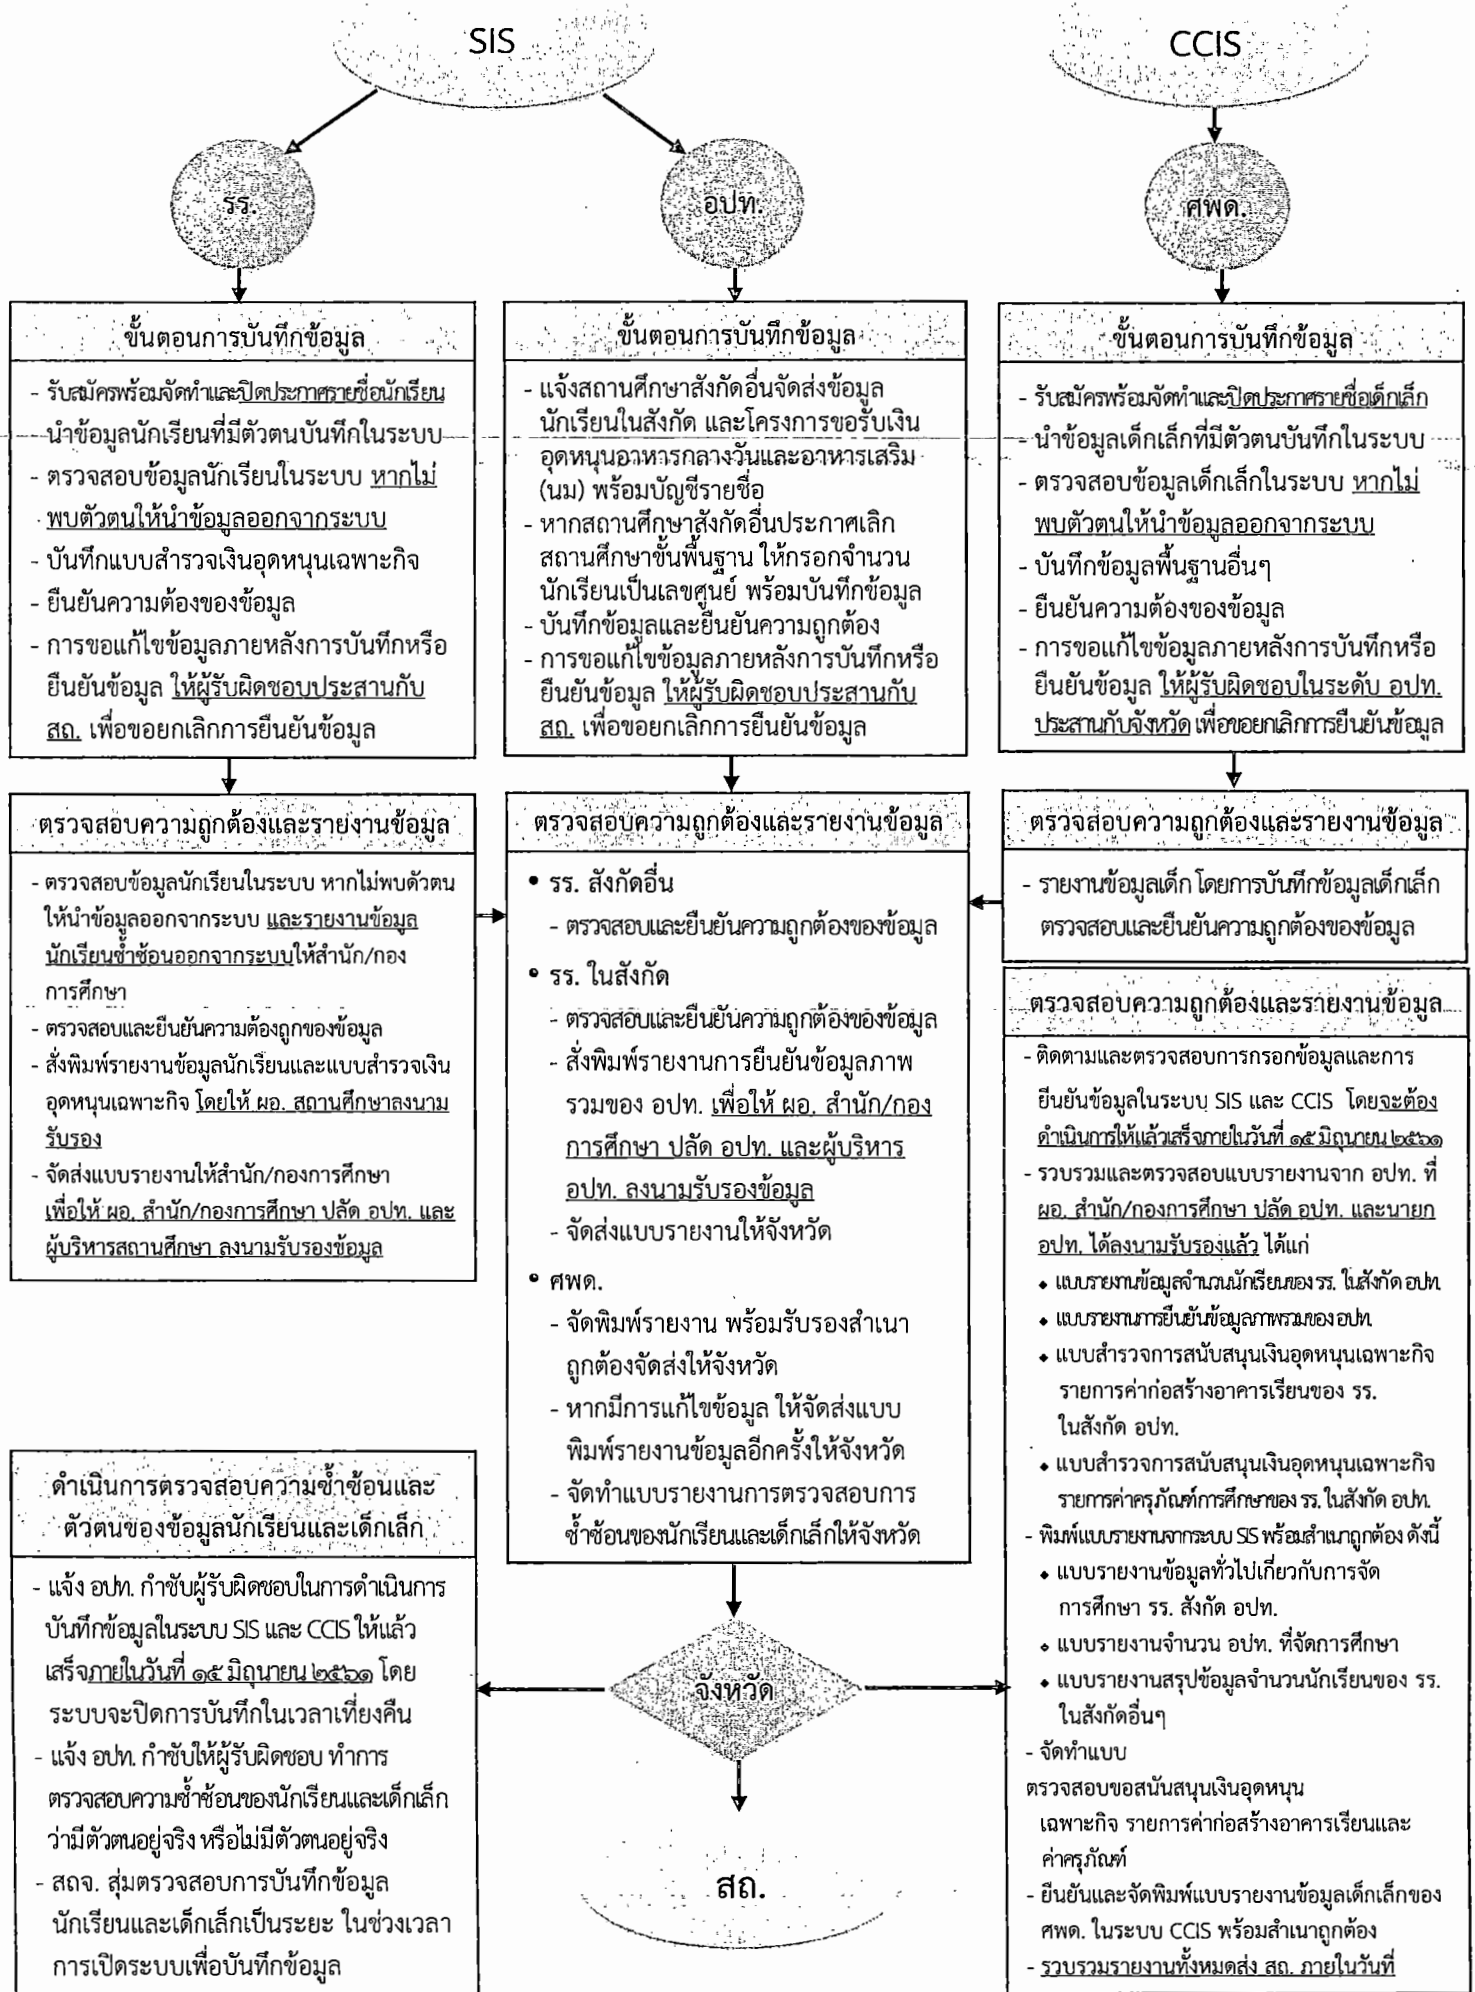 SIS
CCIS
รร.
อปท.
ศพด.
ขั้นตอนการบันทึกข้อมูล
- รับสมัครพร้อมจัดทำและปิดประกาศรายชื่อนักเรียน
- นำข้อมูลนักเรียนที่มีตัวตนบันทึกในระบบ
- ตรวจสอบข้อมูลนักเรียนในระบบ หากไม่
พบตัวตนให้นำข้อมูลออกจากระบบ
- บันทึกแบบสำรวจเงินอุดหนุนเฉพาะกิจ
- ยืนยันความต้องของข้อมูล
- การขอแก้ไขข้อมูลภายหลังการบันทึกหรือ
ยืนยันข้อมูล ให้ผู้รับผิดชอบประสานกับ
สถ. เพื่อขอยกเลิกการยืนยันข้อมูล
ขั้นตอนการบันทึกข้อมูล
- แจ้งสถานศึกษาสังกัดอื่นจัดส่งข้อมูล
นักเรียนในสังกัด และโครงการขอรับเงิน
อุดหนุนอาหารกลางวันและอาหารเสริม
(นม) พร้อมบัญชีรายชื่อ
- หากสถานศึกษาสังกัดอื่นประกาศเลิก
สถานศึกษาขั้นพื้นฐาน ให้กรอกจำนวน
นักเรียนเป็นเลขศูนย์ พร้อมบันทึกข้อมูล
- บันทึกข้อมูลและยืนยันความถูกต้อง
- การขอแก้ไขข้อมูลภายหลังการบันทึกหรือ
ยืนยันข้อมูล ให้ผู้รับผิดชอบประสานกับ
สถ. เพื่อขอยกเลิกการยืนยันข้อมูล
ขั้นตอนการบันทึกข้อมูล
- รับสมัครพร้อมจัดทำและปิดประกาศรายชื่อเด็กเล็ก
- นำข้อมูลเด็กเล็กที่มีตัวตนบันทึกในระบบ
- ตรวจสอบข้อมูลเด็กเล็กในระบบ หากไม่
พบตัวตนให้นำข้อมูลออกจากระบบ
- บันทึกข้อมูลพื้นฐานอื่นๆ
- ยืนยันความต้องของข้อมูล
- การขอแก้ไขข้อมูลภายหลังการบันทึกหรือ
ยืนยันข้อมูล ให้ผู้รับผิดชอบในระดับ อปท.
ประสานกับจังหวัด เพื่อขอยกเลิกการยืนยันข้อมูล
ตรวจสอบความถูกต้องและรายงานข้อมูล
- ตรวจสอบข้อมูลนักเรียนในระบบ หากไม่พบตัวตน
ให้นำข้อมูลออกจากระบบ และรายงานข้อมูล
นักเรียนซ้ำซ้อนออกจากระบบให้สำนัก/กอง
การศึกษา
- ตรวจสอบและยืนยันความต้องถูกของข้อมูล
- สั่งพิมพ์รายงานข้อมูลนักเรียนและแบบสำรวจเงิน
อุดหนุนเฉพาะกิจ โดยให้ ผอ. สถานศึกษาลงนาม
รับรอง
- จัดส่งแบบรายงานให้สำนัก/กองการศึกษา
เพื่อให้ ผอ. สำนัก/กองการศึกษา ปลัด อปท. และ
ผู้บริหารสถานศึกษา ลงนามรับรองข้อมูล
ตรวจสอบความถูกต้องและรายงานข้อมูล
• รร. สังกัดอื่น
- ตรวจสอบและยืนยันความถูกต้องของข้อมูล
• รร. ในสังกัด
- ตรวจสอบและยืนยันความถูกต้องของข้อมูล
- สั่งพิมพ์รายงานการยืนยันข้อมูลภาพ
รวมของ อปท. เพื่อให้ ผอ. สำนัก/กอง
การศึกษา ปลัด อปท. และผู้บริหาร
อปท. ลงนามรับรองข้อมูล
- จัดส่งแบบรายงานให้จังหวัด
• ศพด.
- จัดพิมพ์รายงาน พร้อมรับรองสำเนา
ถูกต้องจัดส่งให้จังหวัด
- หากมีการแก้ไขข้อมูล ให้จัดส่งแบบ
พิมพ์รายงานข้อมูลอีกครั้งให้จังหวัด
- จัดทำแบบรายงานการตรวจสอบการ
ซ้ำซ้อนของนักเรียนและเด็กเล็กให้จังหวัด
ตรวจสอบความถูกต้องและรายงานข้อมูล
- รายงานข้อมูลเด็ก โดยการบันทึกข้อมูลเด็กเล็ก
ตรวจสอบและยืนยันความถูกต้องของข้อมูล
ตรวจสอบความถูกต้องและรายงานข้อมูล
- ติดตามและตรวจสอบการกรอกข้อมูลและการ
ยืนยันข้อมูลในระบบ SIS และ CCIS โดยจะต้อง
ดำเนินการให้แล้วเสร็จภายในวันที่ ๑๕ มิถุนายน ๒๕๖๑
- รวบรวมและตรวจสอบแบบรายงานจาก อปท. ที่
ผอ. สำนัก/กองการศึกษา ปลัด อปท. และนายก
อปท. ได้ลงนามรับรองแล้ว ได้แก่
◆ แบบรายงานข้อมูลจำนวนนักเรียนของ รร. ในสังกัด อปท.
◆ แบบรายงานการยืนยันข้อมูลภาพรวมของ อปท.
◆ แบบสำรวจการสนับสนุนเงินอุดหนุนเฉพาะกิจ
รายการค่าก่อสร้างอาคารเรียนของ รร.
ในสังกัด อปท.
◆ แบบสำรวจการสนับสนุนเงินอุดหนุนเฉพาะกิจ
รายการค่าครุภัณฑ์การศึกษาของ รร. ในสังกัด อปท.
- พิมพ์แบบรายงานจากระบบ SIS พร้อมสำเนาถูกต้อง ดังนี้
◆ แบบรายงานข้อมูลทั่วไปเกี่ยวกับการจัด
การศึกษา รร. สังกัด อปท.
◆ แบบรายงานจำนวน อปท. ที่จัดการศึกษา
◆ แบบรายงานสรุปข้อมูลจำนวนนักเรียนของ รร.
ในสังกัดอื่นๆ
- จัดทำแบบ
ตรวจสอบขอสนันสนุนเงินอุดหนุน
เฉพาะกิจ รายการค่าก่อสร้างอาคารเรียนและ
ค่าครุภัณฑ์
- ยืนยันและจัดพิมพ์แบบรายงานข้อมูลเด็กเล็กของ
ศพด. ในระบบ CCIS พร้อมสำเนาถูกต้อง
- รวบรวมรายงานทั้งหมดส่ง สถ. ภายในวันที่
ดำเนินการตรวจสอบความซ้ำซ้อนและ
ตัวตนของข้อมูลนักเรียนและเด็กเล็ก
- แจ้ง อปท. กำชับผู้รับผิดชอบในการดำเนินการ
บันทึกข้อมูลในระบบ SIS และ CCIS ให้แล้ว
เสร็จภายในวันที่ ๑๕ มิถุนายน ๒๕๖๑ โดย
ระบบจะปิดการบันทึกในเวลาเที่ยงคืน
- แจ้ง อปท. กำชับให้ผู้รับผิดชอบ ทำการ
ตรวจสอบความซ้ำซ้อนของนักเรียนและเด็กเล็ก
ว่ามีตัวตนอยู่จริง หรือไม่มีตัวตนอยู่จริง
- สถจ. สุ่มตรวจสอบการบันทึกข้อมูล
นักเรียนและเด็กเล็กเป็นระยะ ในช่วงเวลา
การเปิดระบบเพื่อบันทึกข้อมูล
จังหวัด
สถ.